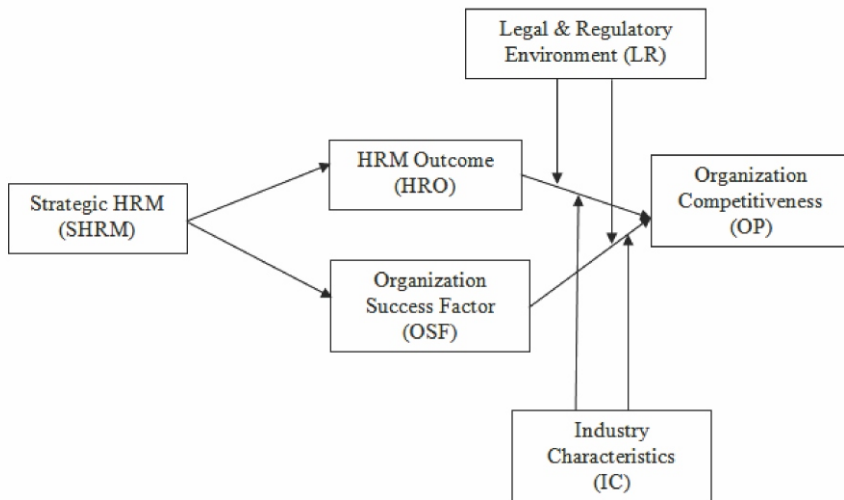 Legal & Regulatory
Environment (LR)
HRM Outcome
(HRO)
Organization
Competitiveness
(OP)
Strategic HRM
(SHRM)
Organization
Success Factor
(OSF)
Industry
Characteristics
(IC)